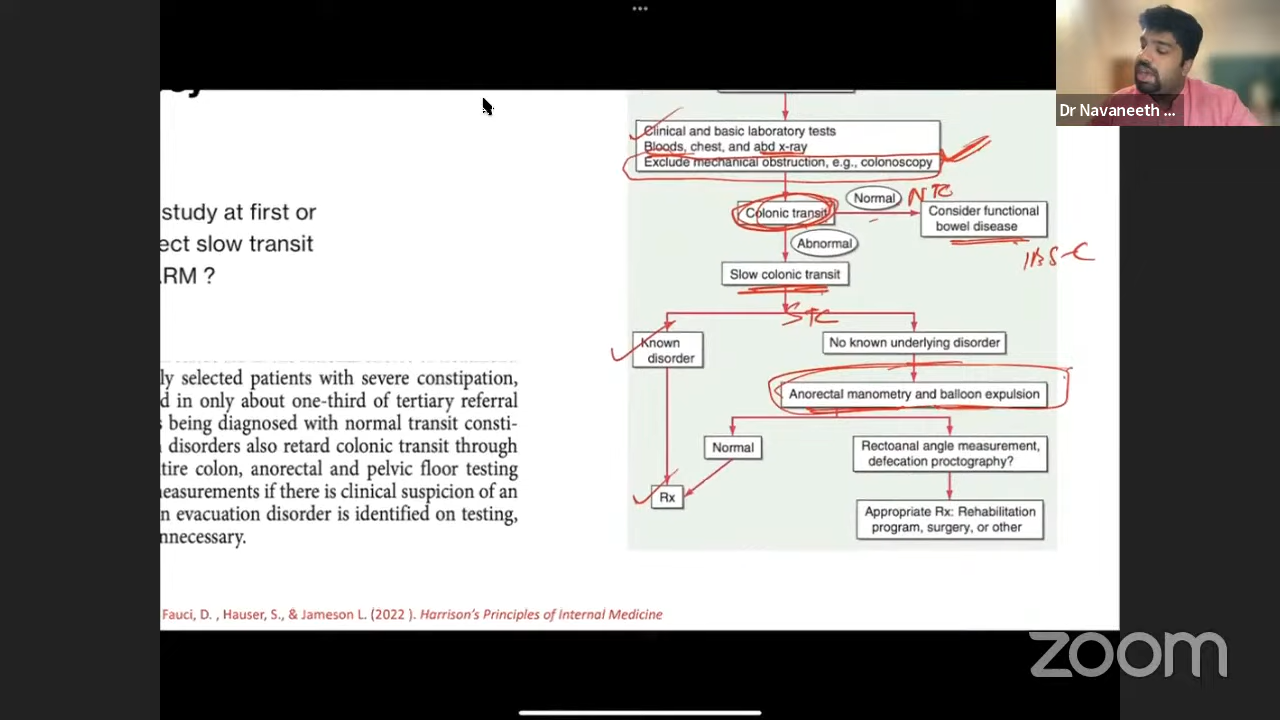 Dr Navaneeth ...
study at first or
ect slow transit
RM ?
ly selected patients with severe constipation,
d in only about one-third of tertiary referral
s being diagnosed with normal transit consti-
n disorders also retard colonic transit through
tire colon, anorectal and pelvic floor testing
easurements if there is clinical suspicion of an
n evacuation disorder is identified on testing,
nnecessary.
Clinical and basic laboratory tests
Bloods, chest, and abd x-ray
Exclude mechanical obstruction, e.g., colonoscopy
Colonic transit
Normal
NTC
Consider functional
bowel disease
IBS-C
Abnormal
Slow colonic transit
STC
Known
disorder
No known underlying disorder
Anorectal manometry and balloon expulsion
Normal
Rectoanal angle measurement,
defecation proctography?
Rx
Appropriate Rx: Rehabilitation
program, surgery, or other
Fauci, D. , Hauser, S., & Jameson L. (2022 ). Harrison's Principles of Internal Medicine
zoom